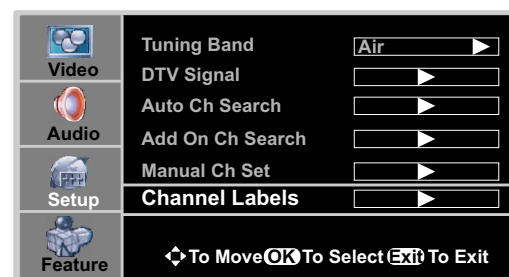 Video
Audio
Setup
Feature
Tuning Band Air
DTV Signal
Auto Ch Search
Add On Ch Search
Manual Ch Set
Channel Labels
To Move OK To Select Exit To Exit